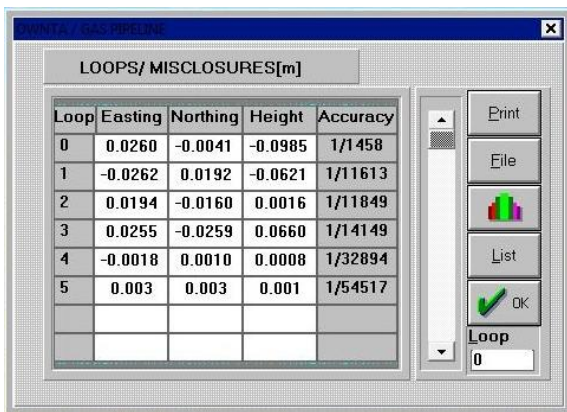 OWNTA / GAS PIPELINE
LOOPS/ MISCLOSURES[m]
Loop Easting Northing Height Accuracy
0 0.0260 -0.0041 -0.0985 1/1458
1 -0.0262 0.0192 -0.0621 1/11613
2 0.0194 -0.0160 0.0016 1/11849
3 0.0255 -0.0259 0.0660 1/14149
4 -0.0018 0.0010 0.0008 1/32894
5 0.003 0.003 0.001 1/54517
Print
File
List
OK
Loop
0